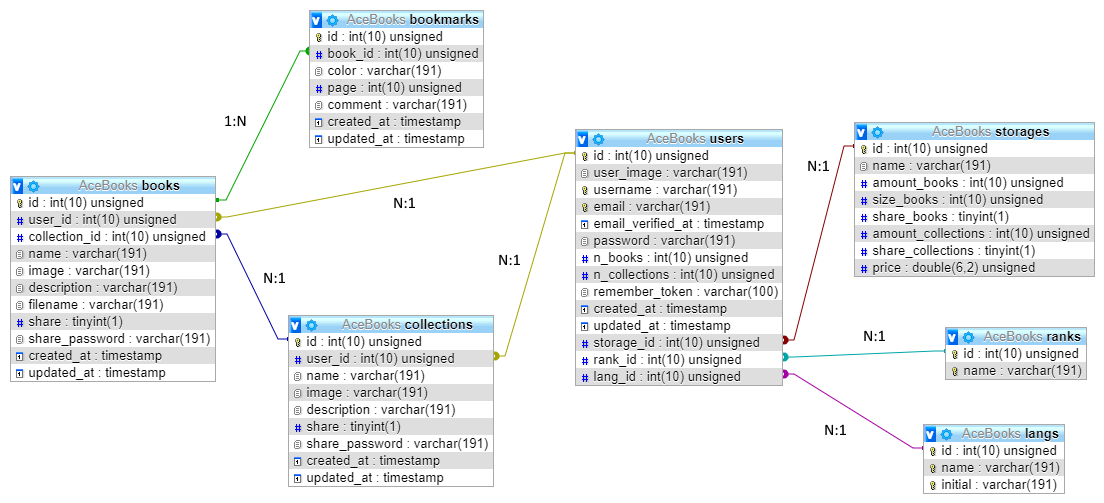 AceBooks bookmarks
id : int(10) unsigned
book_id : int(10) unsigned
color : varchar(191)
page : int(10) unsigned
comment : varchar(191)
created_at : timestamp
updated_at : timestamp
1:N
AceBooks books
id : int(10) unsigned
user_id : int(10) unsigned
collection_id : int(10) unsigned
name : varchar(191)
image : varchar(191)
description : varchar(191)
filename : varchar(191)
share : tinyint(1)
share_password : varchar(191)
created_at : timestamp
updated_at : timestamp
N:1
N:1
N:1
AceBooks collections
id : int(10) unsigned
user_id : int(10) unsigned
name : varchar(191)
image : varchar(191)
description : varchar(191)
share : tinyint(1)
share_password : varchar(191)
created_at : timestamp
updated_at : timestamp
AceBooks users
id : int(10) unsigned
user_image : varchar(191)
username : varchar(191)
email : varchar(191)
email_verified_at : timestamp
password : varchar(191)
n_books : int(10) unsigned
n_collections : int(10) unsigned
remember_token : varchar(100)
created_at : timestamp
updated_at : timestamp
storage_id : int(10) unsigned
rank_id : int(10) unsigned
lang_id : int(10) unsigned
N:1
AceBooks storages
id : int(10) unsigned
name : varchar(191)
amount_books : int(10) unsigned
size_books : int(10) unsigned
share_books : tinyint(1)
amount_collections : int(10) unsigned
share_collections : tinyint(1)
price : double(6,2) unsigned
N:1
AceBooks ranks
id : int(10) unsigned
name : varchar(191)
N:1
AceBooks langs
id : int(10) unsigned
name : varchar(191)
initial : varchar(191)